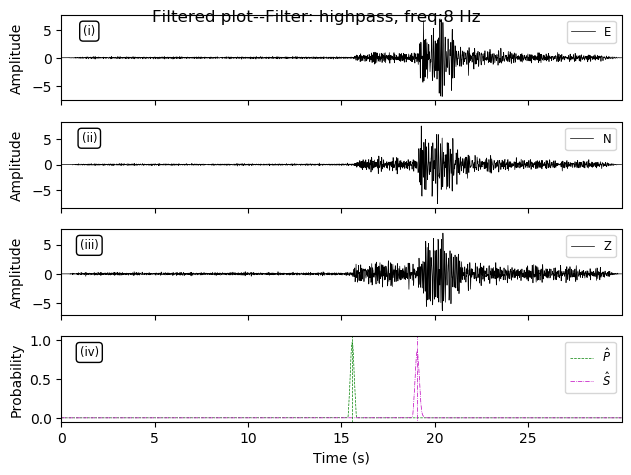 Filtered plot--Filter: highpass, freq:8 Hz
(i)
E
Amplitude
5
0
−5
(ii)
N
Amplitude
5
0
−5
(iii)
Z
Amplitude
5
0
−5
(iv)
P̂
Ŝ
Probability
1.0
0.5
0.0
0 5 10 15 20 25
Time (s)